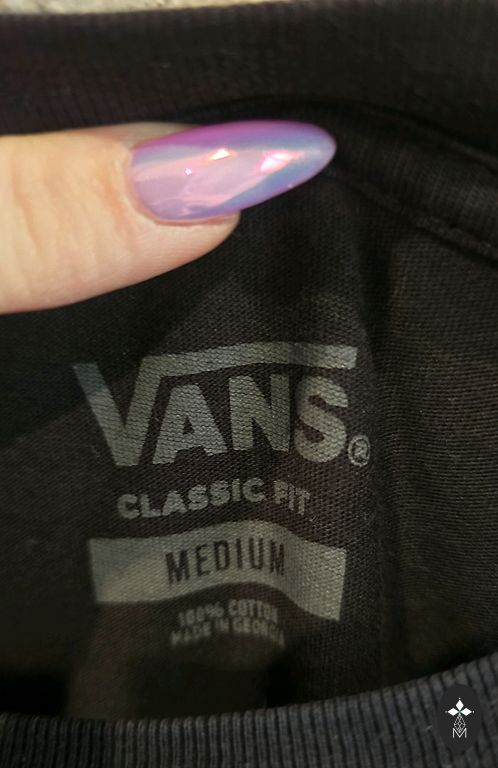 VANS®
CLASSIC FIT
MEDIUM
100% COTTON
MADE IN GEORGIA
M